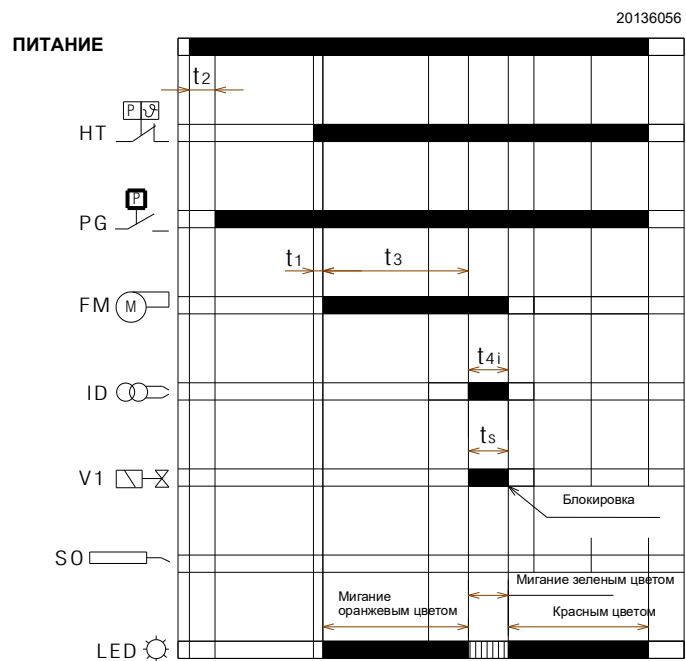 20136056
ПИТАНИЕ
t2
P ϑ
HT
P
PG
t1 t3
FM M
t4i
ID
ts
V1
Блокировка
SO
Мигание зеленым цветом
Мигание
оранжевым цветом
Красным цветом
LED